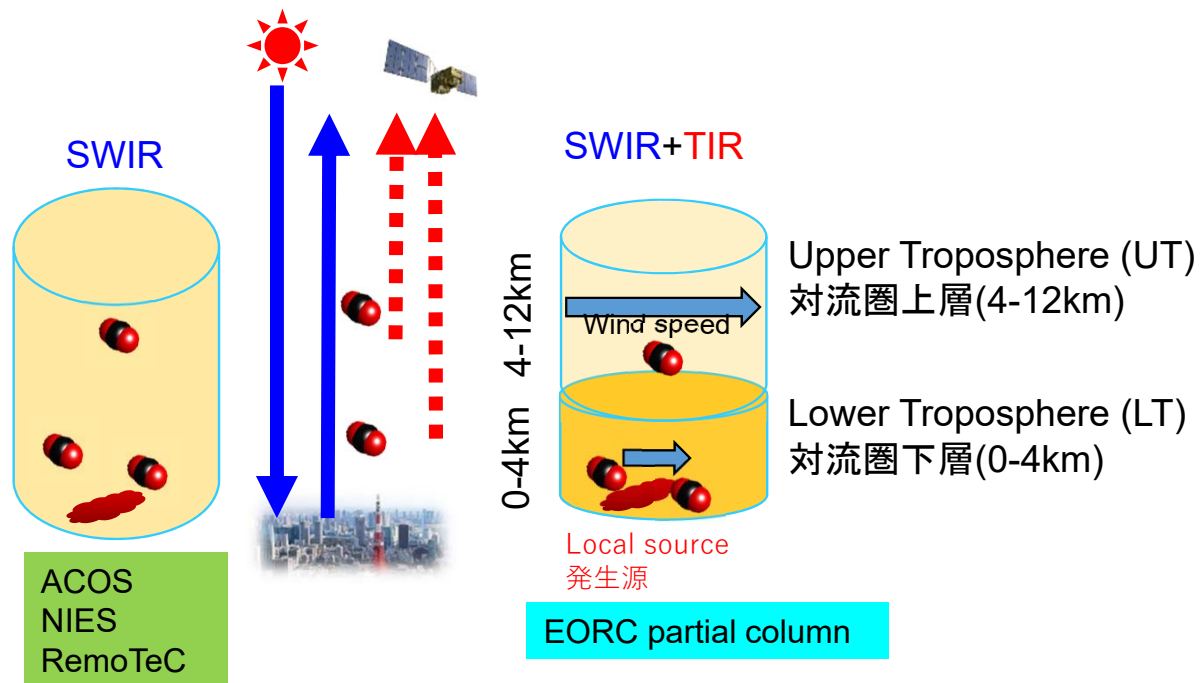 SWIR
ACOS
NIES
RemoTeC
SWIR+TIR
4-12km
0-4km
Wind speed
Upper Troposphere (UT)
対流圏上層(4-12km)
Lower Troposphere (LT)
対流圏下層(0-4km)
Local source
発生源
EORC partial column